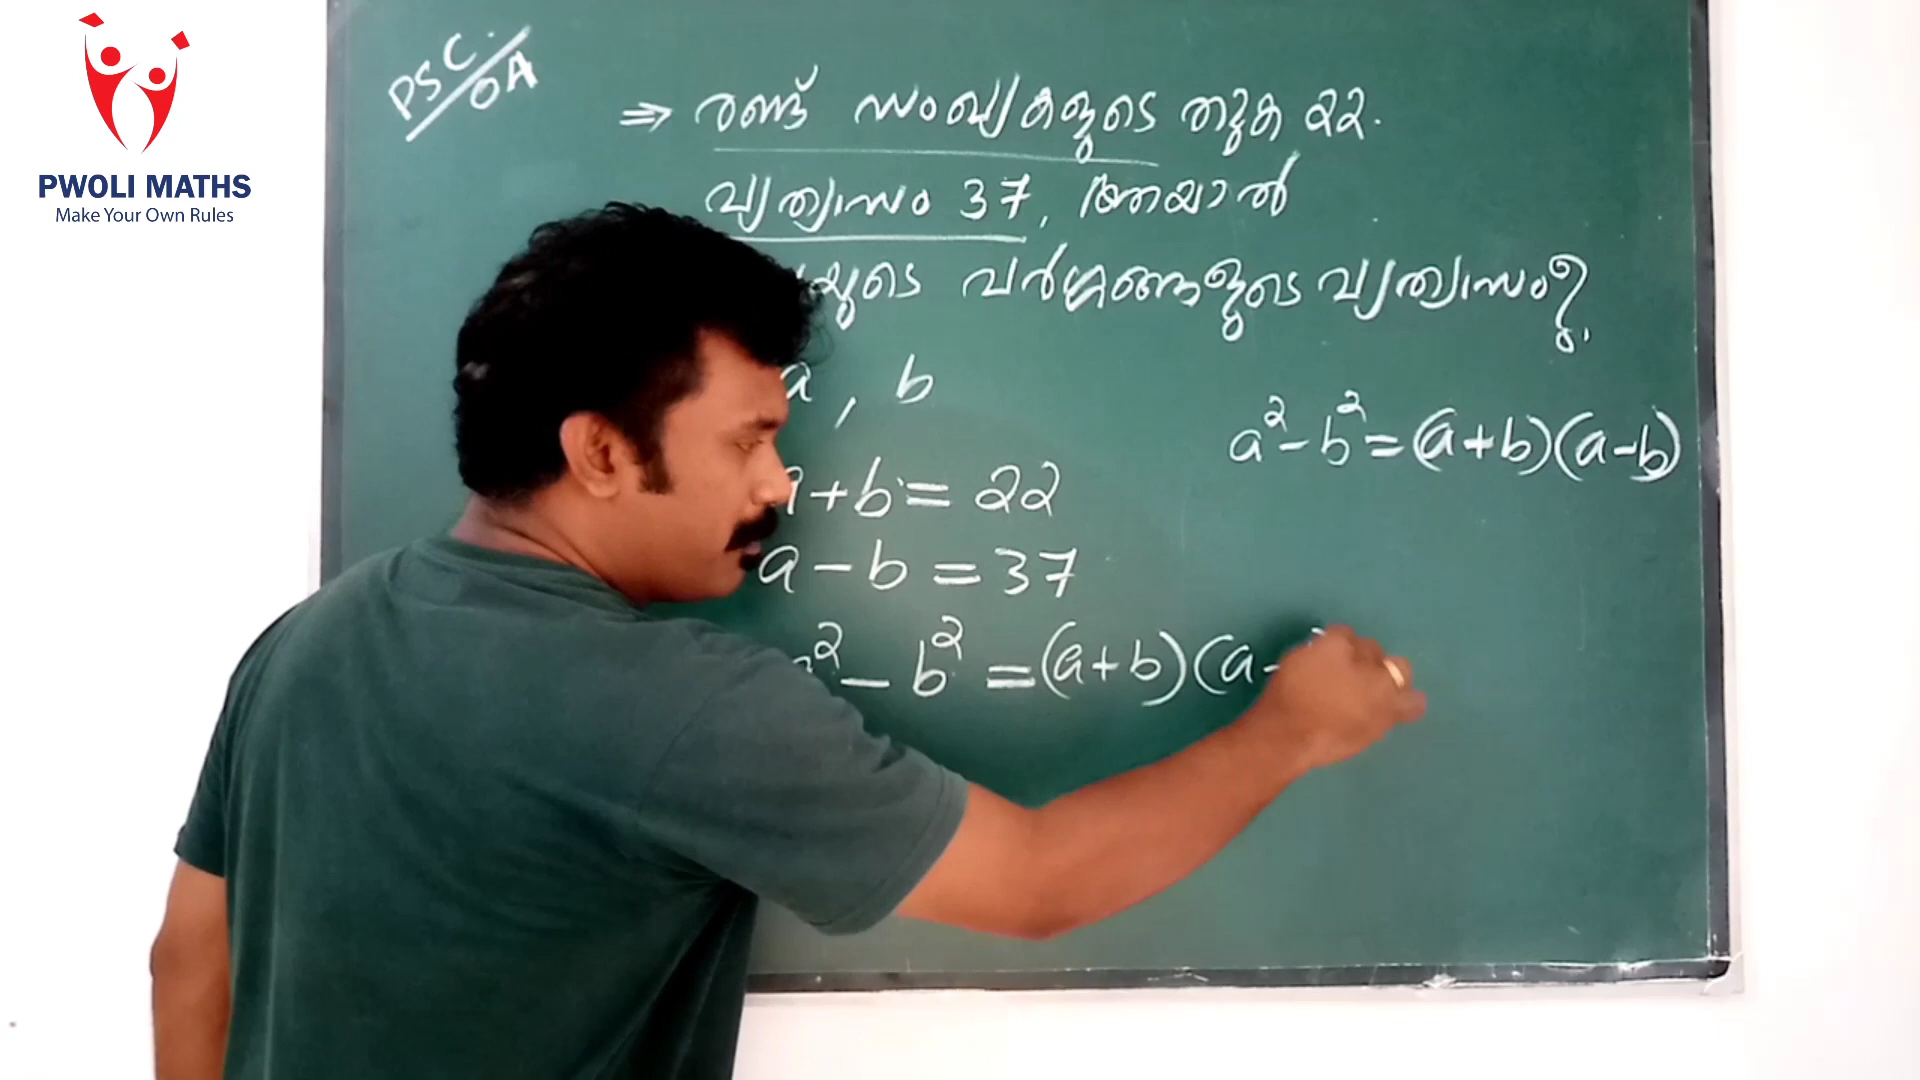 PWOLI MATHS
Make Your Own Rules
PSC/OA
⇒ രണ്ട് സംഖ്യകളുടെ തുക 22.
വ്യത്യാസം 37, ആയാൽ
വർഗ്ഗങ്ങളുടെ വ്യത്യാസം?
a , b
a² - b² = (a+b)(a-b)
a + b = 22
a - b = 37
² - b² = (a+b)(a-